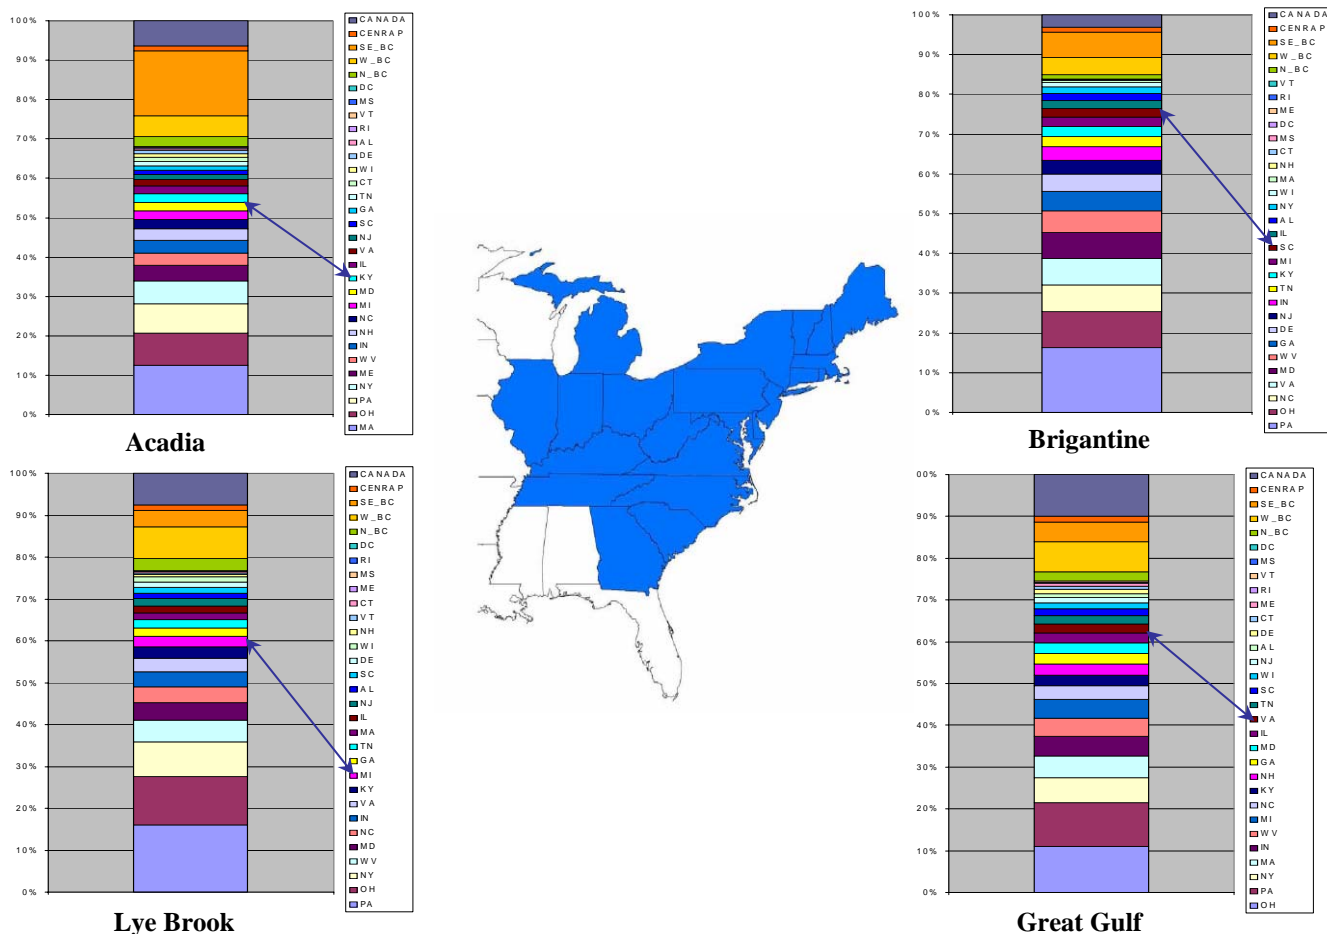 100%
90%
80%
70%
60%
50%
40%
30%
20%
10%
0%
CANADA
CENRAP
SE_BC
W_BC
N_BC
DC
MS
VT
RI
AL
DE
WI
CT
TN
GA
SC
NJ
VA
IL
KY
MD
MI
NC
NH
IN
WV
ME
NY
PA
OH
MA
Acadia
100%
90%
80%
70%
60%
50%
40%
30%
20%
10%
0%
CANADA
CENRAP
SE_BC
W_BC
N_BC
VT
RI
ME
DC
MS
CT
NH
MA
WI
NY
AL
IL
SC
MI
KY
TN
IN
NJ
DE
GA
WV
MD
VA
NC
OH
PA
Brigantine
100%
90%
80%
70%
60%
50%
40%
30%
20%
10%
0%
CANADA
CENRAP
SE_BC
W_BC
N_BC
DC
RI
MS
ME
CT
VT
NH
WI
DE
SC
AL
NJ
IL
MA
TN
GA
MI
KY
VA
IN
NC
MD
WV
NY
OH
PA
Lye Brook
00%
90%
80%
70%
60%
50%
40%
30%
20%
10%
0%
CANADA
CENRAP
SE_BC
W_BC
N_BC
DC
MS
VT
RI
ME
CT
DE
AL
NJ
WI
SC
TN
VA
IL
MD
GA
NH
KY
NC
MI
WV
IN
MA
NY
PA
OH
Great Gulf